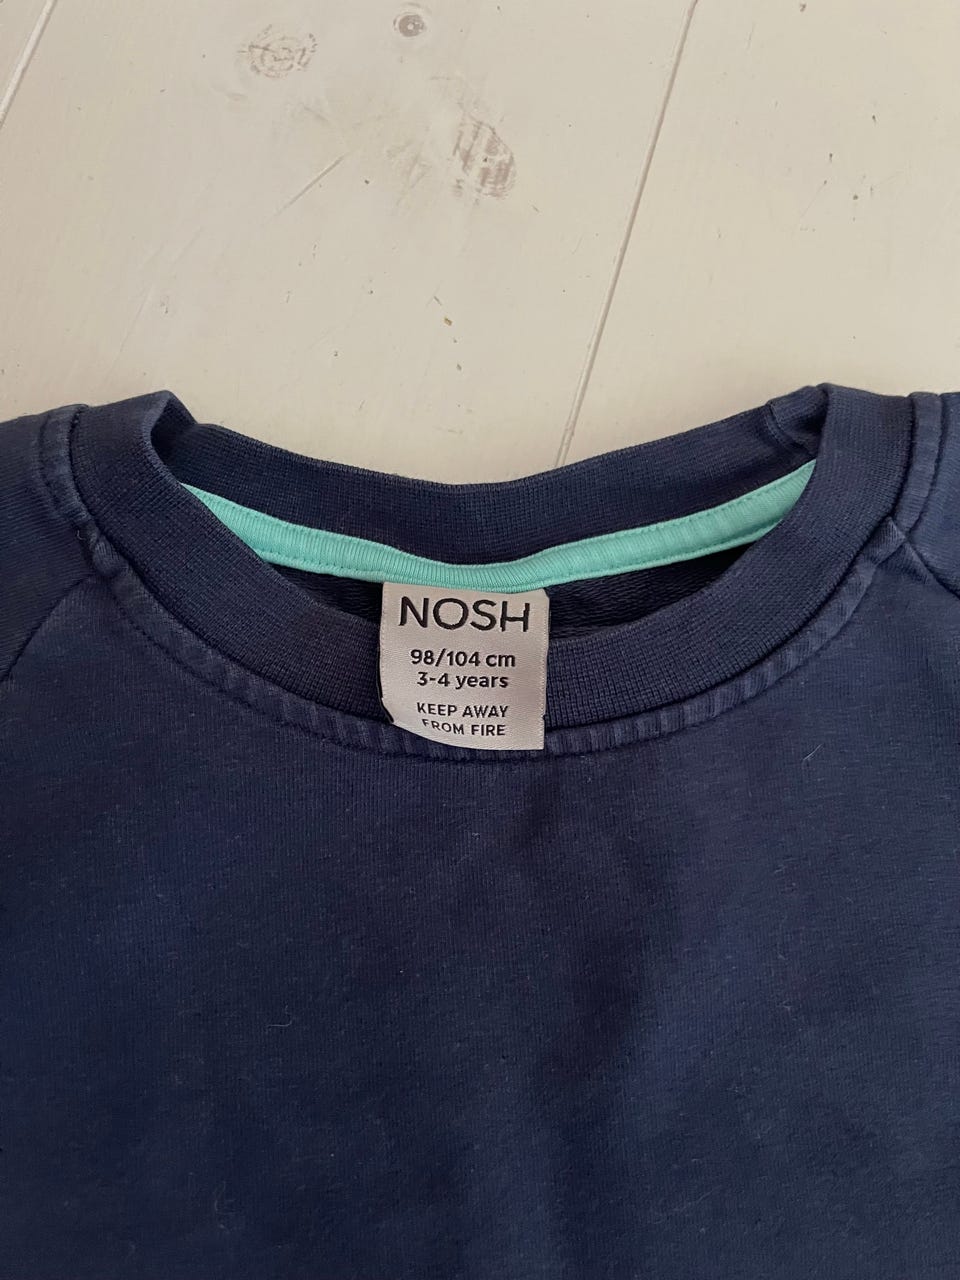 NOSH
98/104 cm
3-4 years
KEEP AWAY
FROM FIRE